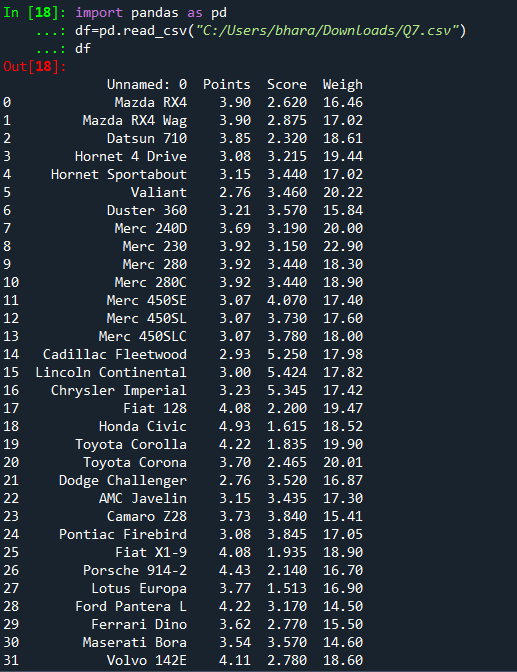 In [18]: import pandas as pd
    ...: df=pd.read_csv("C:/Users/bhara/Downloads/Q7.csv")
    ...: df
Out[18]:
             Unnamed: 0  Points  Score  Weigh
0             Mazda RX4    3.90  2.620  16.46
1         Mazda RX4 Wag    3.90  2.875  17.02
2            Datsun 710    3.85  2.320  18.61
3        Hornet 4 Drive    3.08  3.215  19.44
4     Hornet Sportabout    3.15  3.440  17.02
5               Valiant    2.76  3.460  20.22
6            Duster 360    3.21  3.570  15.84
7             Merc 240D    3.69  3.190  20.00
8              Merc 230    3.92  3.150  22.90
9              Merc 280    3.92  3.440  18.30
10            Merc 280C    3.92  3.440  18.90
11           Merc 450SE    3.07  4.070  17.40
12           Merc 450SL    3.07  3.730  17.60
13          Merc 450SLC    3.07  3.780  18.00
14   Cadillac Fleetwood    2.93  5.250  17.98
15  Lincoln Continental    3.00  5.424  17.82
16    Chrysler Imperial    3.23  5.345  17.42
17             Fiat 128    4.08  2.200  19.47
18          Honda Civic    4.93  1.615  18.52
19       Toyota Corolla    4.22  1.835  19.90
20        Toyota Corona    3.70  2.465  20.01
21     Dodge Challenger    2.76  3.520  16.87
22          AMC Javelin    3.15  3.435  17.30
23           Camaro Z28    3.73  3.840  15.41
24     Pontiac Firebird    3.08  3.845  17.05
25            Fiat X1-9    4.08  1.935  18.90
26        Porsche 914-2    4.43  2.140  16.70
27         Lotus Europa    3.77  1.513  16.90
28       Ford Pantera L    4.22  3.170  14.50
29         Ferrari Dino    3.62  2.770  15.50
30        Maserati Bora    3.54  3.570  14.60
31           Volvo 142E    4.11  2.780  18.60